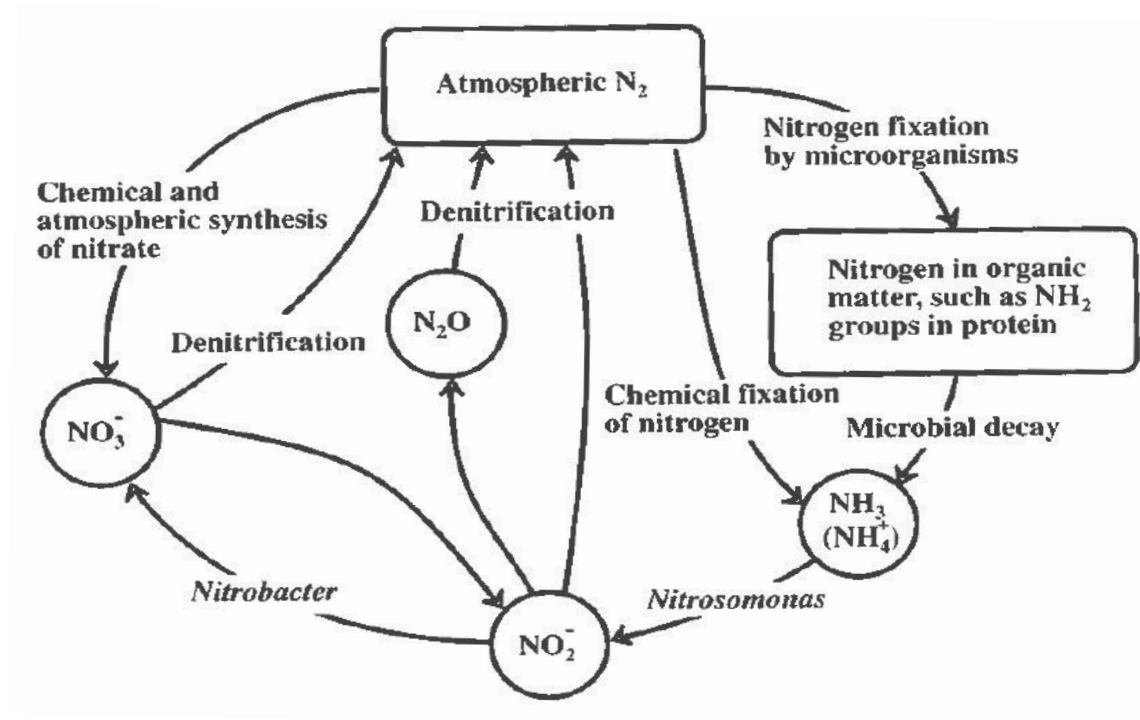 Atmospheric N₂
Nitrogen fixation
by microorganisms
Chemical and
atmospheric synthesis
of nitrate
Denitrification
Nitrogen in organic
matter, such as NH₂
groups in protein
N₂O
Denitrification
Chemical fixation
of nitrogen
Microbial decay
NO₃⁻
NH₃
(NH₄⁺)
Nitrobacter
Nitrosomonas
NO₂⁻